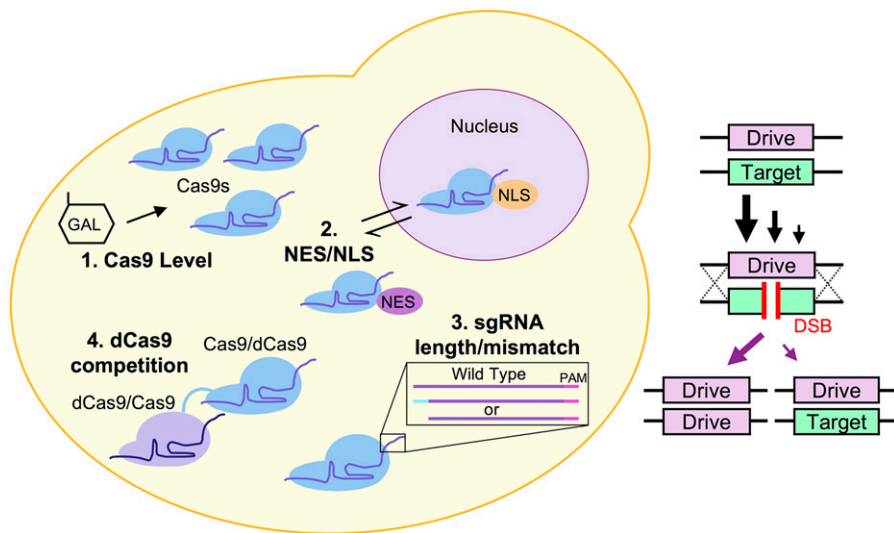 Nucleus
NLS
Cas9s
GAL
1. Cas9 Level
2.
NES/NLS
NES
3. sgRNA
length/mismatch
Wild Type
PAM
or
4. dCas9
competition
Cas9/dCas9
dCas9/Cas9
Drive
Target
Drive
DSB
Drive
Drive
Drive
Target